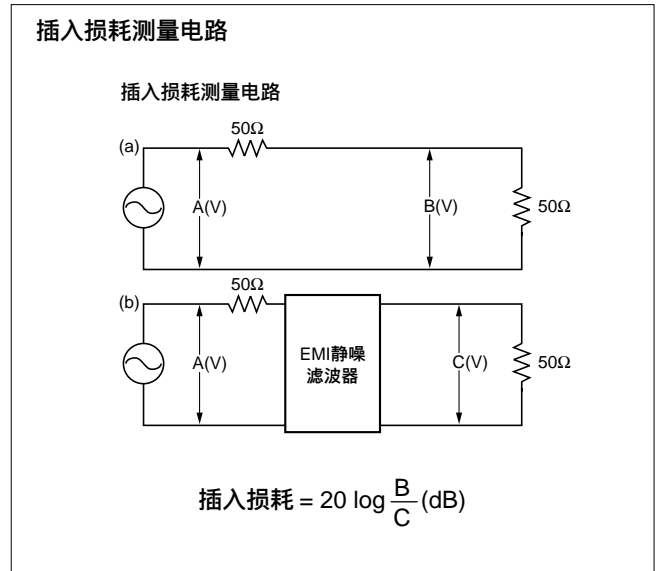 插入损耗测量电路
插入损耗测量电路
(a)
50Ω
A(V)
B(V)
50Ω
(b)
50Ω
A(V)
EMI静噪
滤波器
C(V)
50Ω
插入损耗 = 20 log B/C (dB)